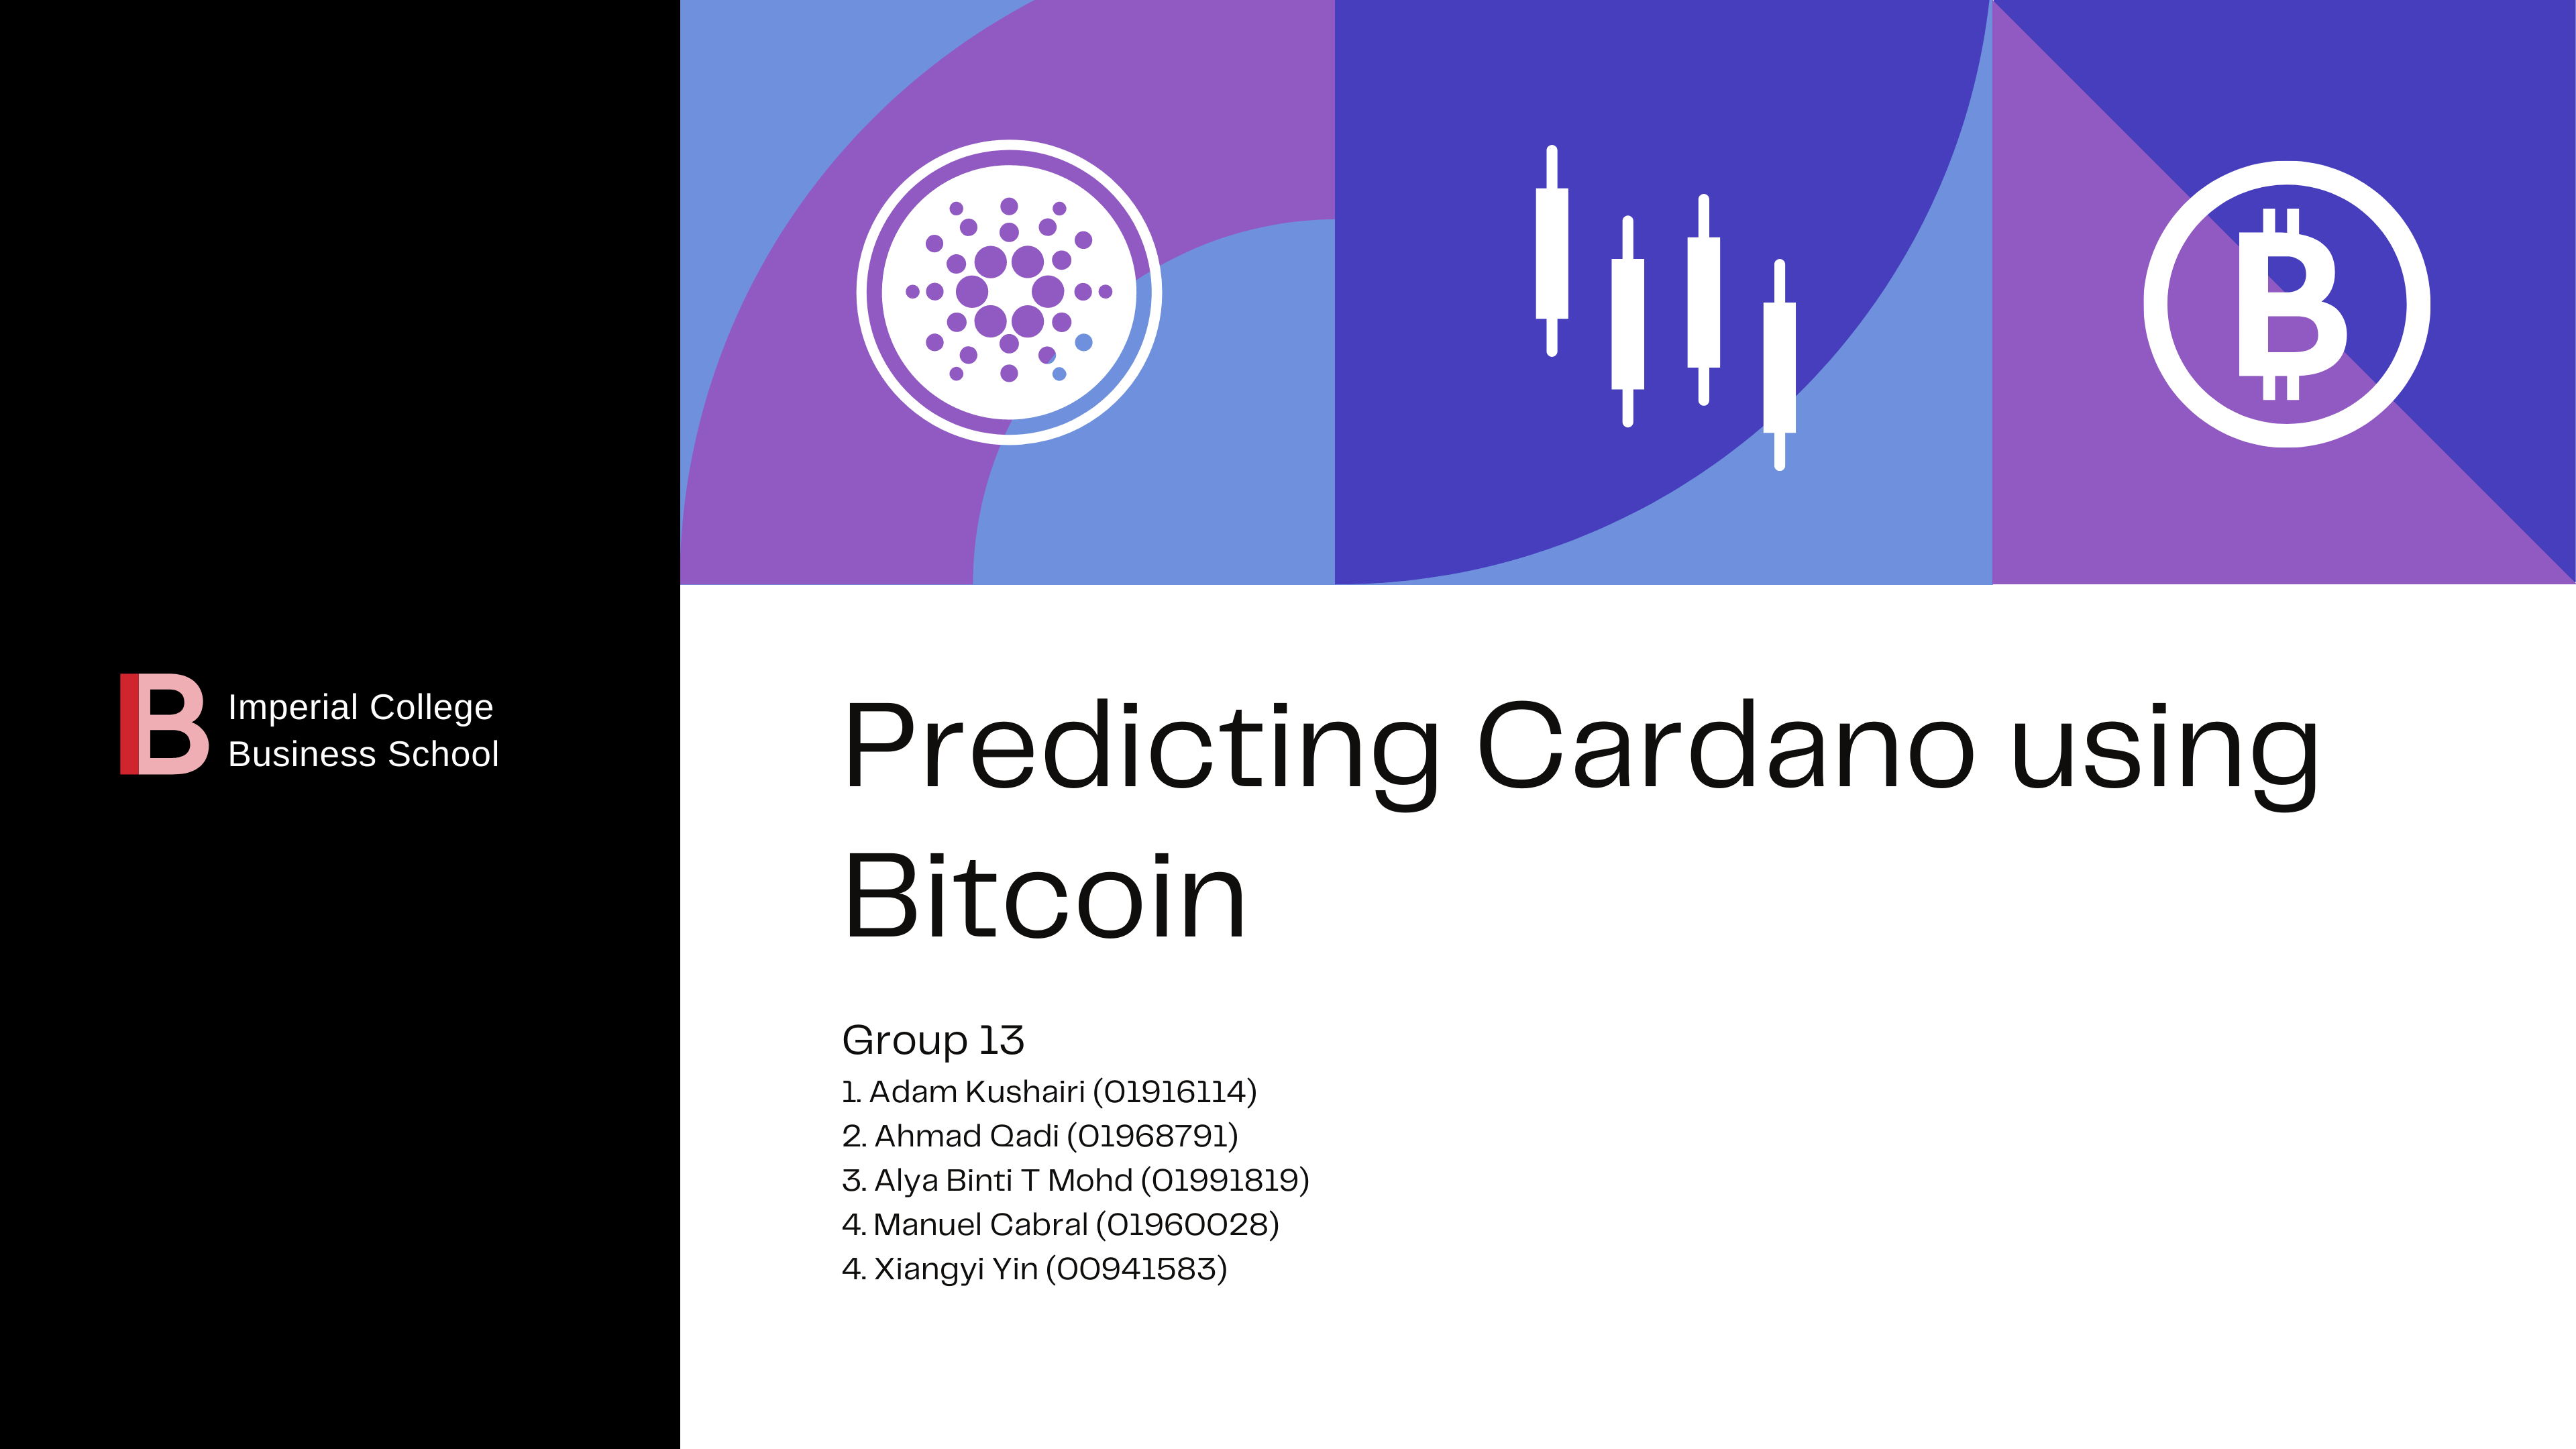 Imperial College
Business School
Predicting Cardano using
Bitcoin
Group 13
1. Adam Kushairi (01916114)
2. Ahmad Qadi (01968791)
3. Alya Binti T Mohd (01991819)
4. Manuel Cabral (01960028)
4. Xiangyi Yin (00941583)